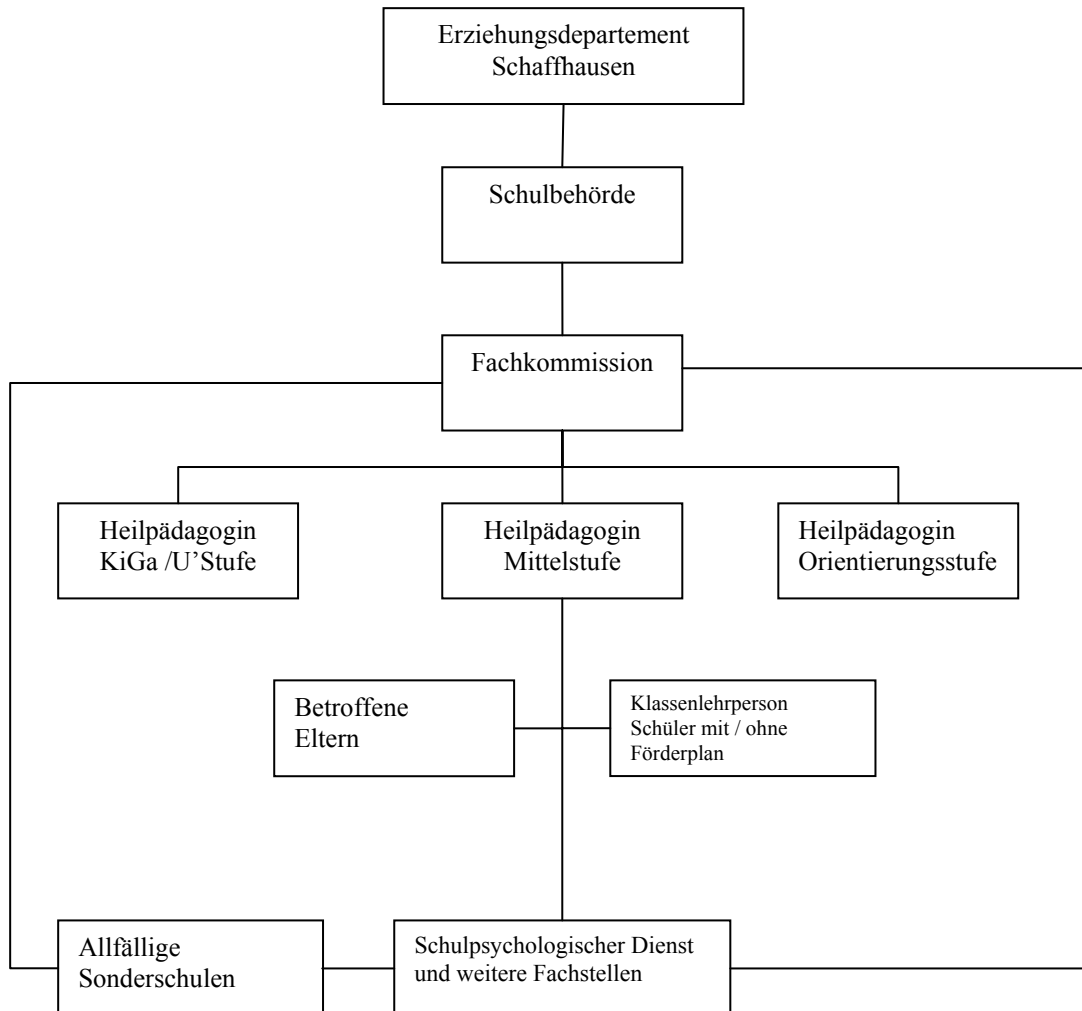 Erziehungsdepartement
Schaffhausen
Schulbehörde
Fachkommission
Heilpädagogin
KiGa /U’Stufe
Heilpädagogin
Mittelstufe
Heilpädagogin
Orientierungsstufe
Betroffene
Eltern
Klassenlehrperson
Schüler mit / ohne
Förderplan
Allfällige
Sonderschulen
Schulpsychologischer Dienst
und weitere Fachstellen